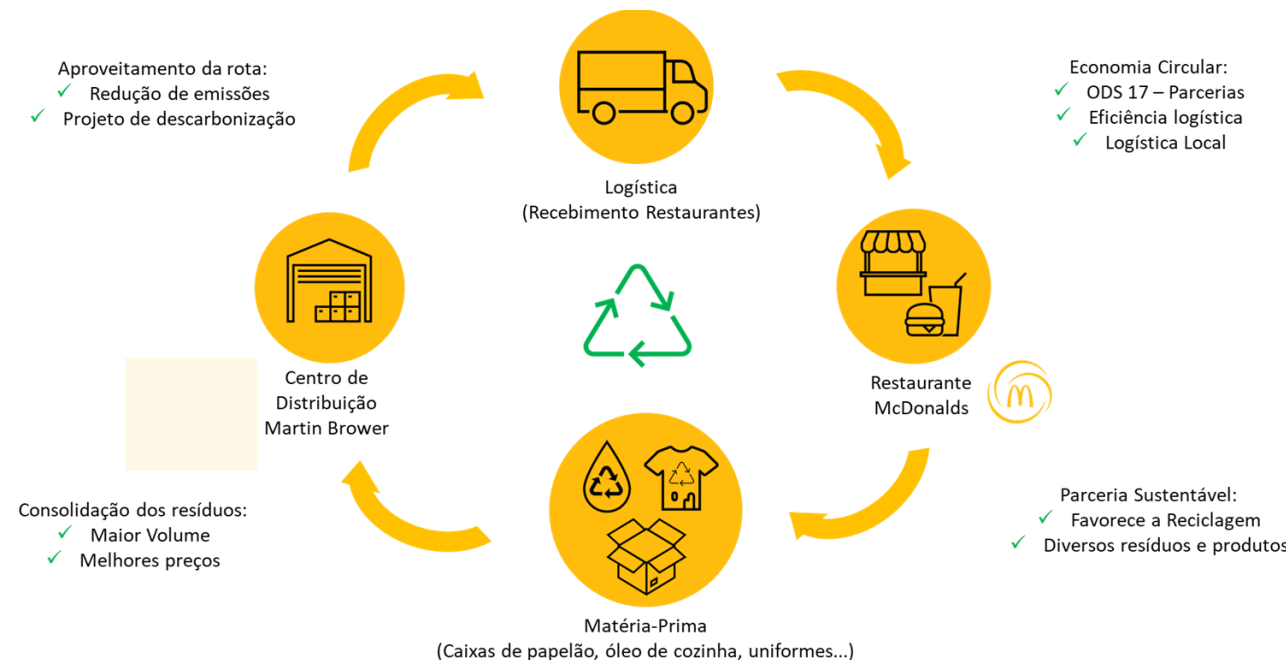 Aproveitamento da rota:
✓ Redução de emissões
✓ Projeto de descarbonização
Economia Circular:
✓ ODS 17 – Parcerias
✓ Eficiência logística
✓ Logística Local
Logística
(Recebimento Restaurantes)
Centro de
Distribuição
Martin Brower
Restaurante
McDonalds
Consolidação dos resíduos:
✓ Maior Volume
✓ Melhores preços
Parceria Sustentável:
✓ Favorece a Reciclagem
✓ Diversos resíduos e produtos
Matéria-Prima
(Caixas de papelão, óleo de cozinha, uniformes...)